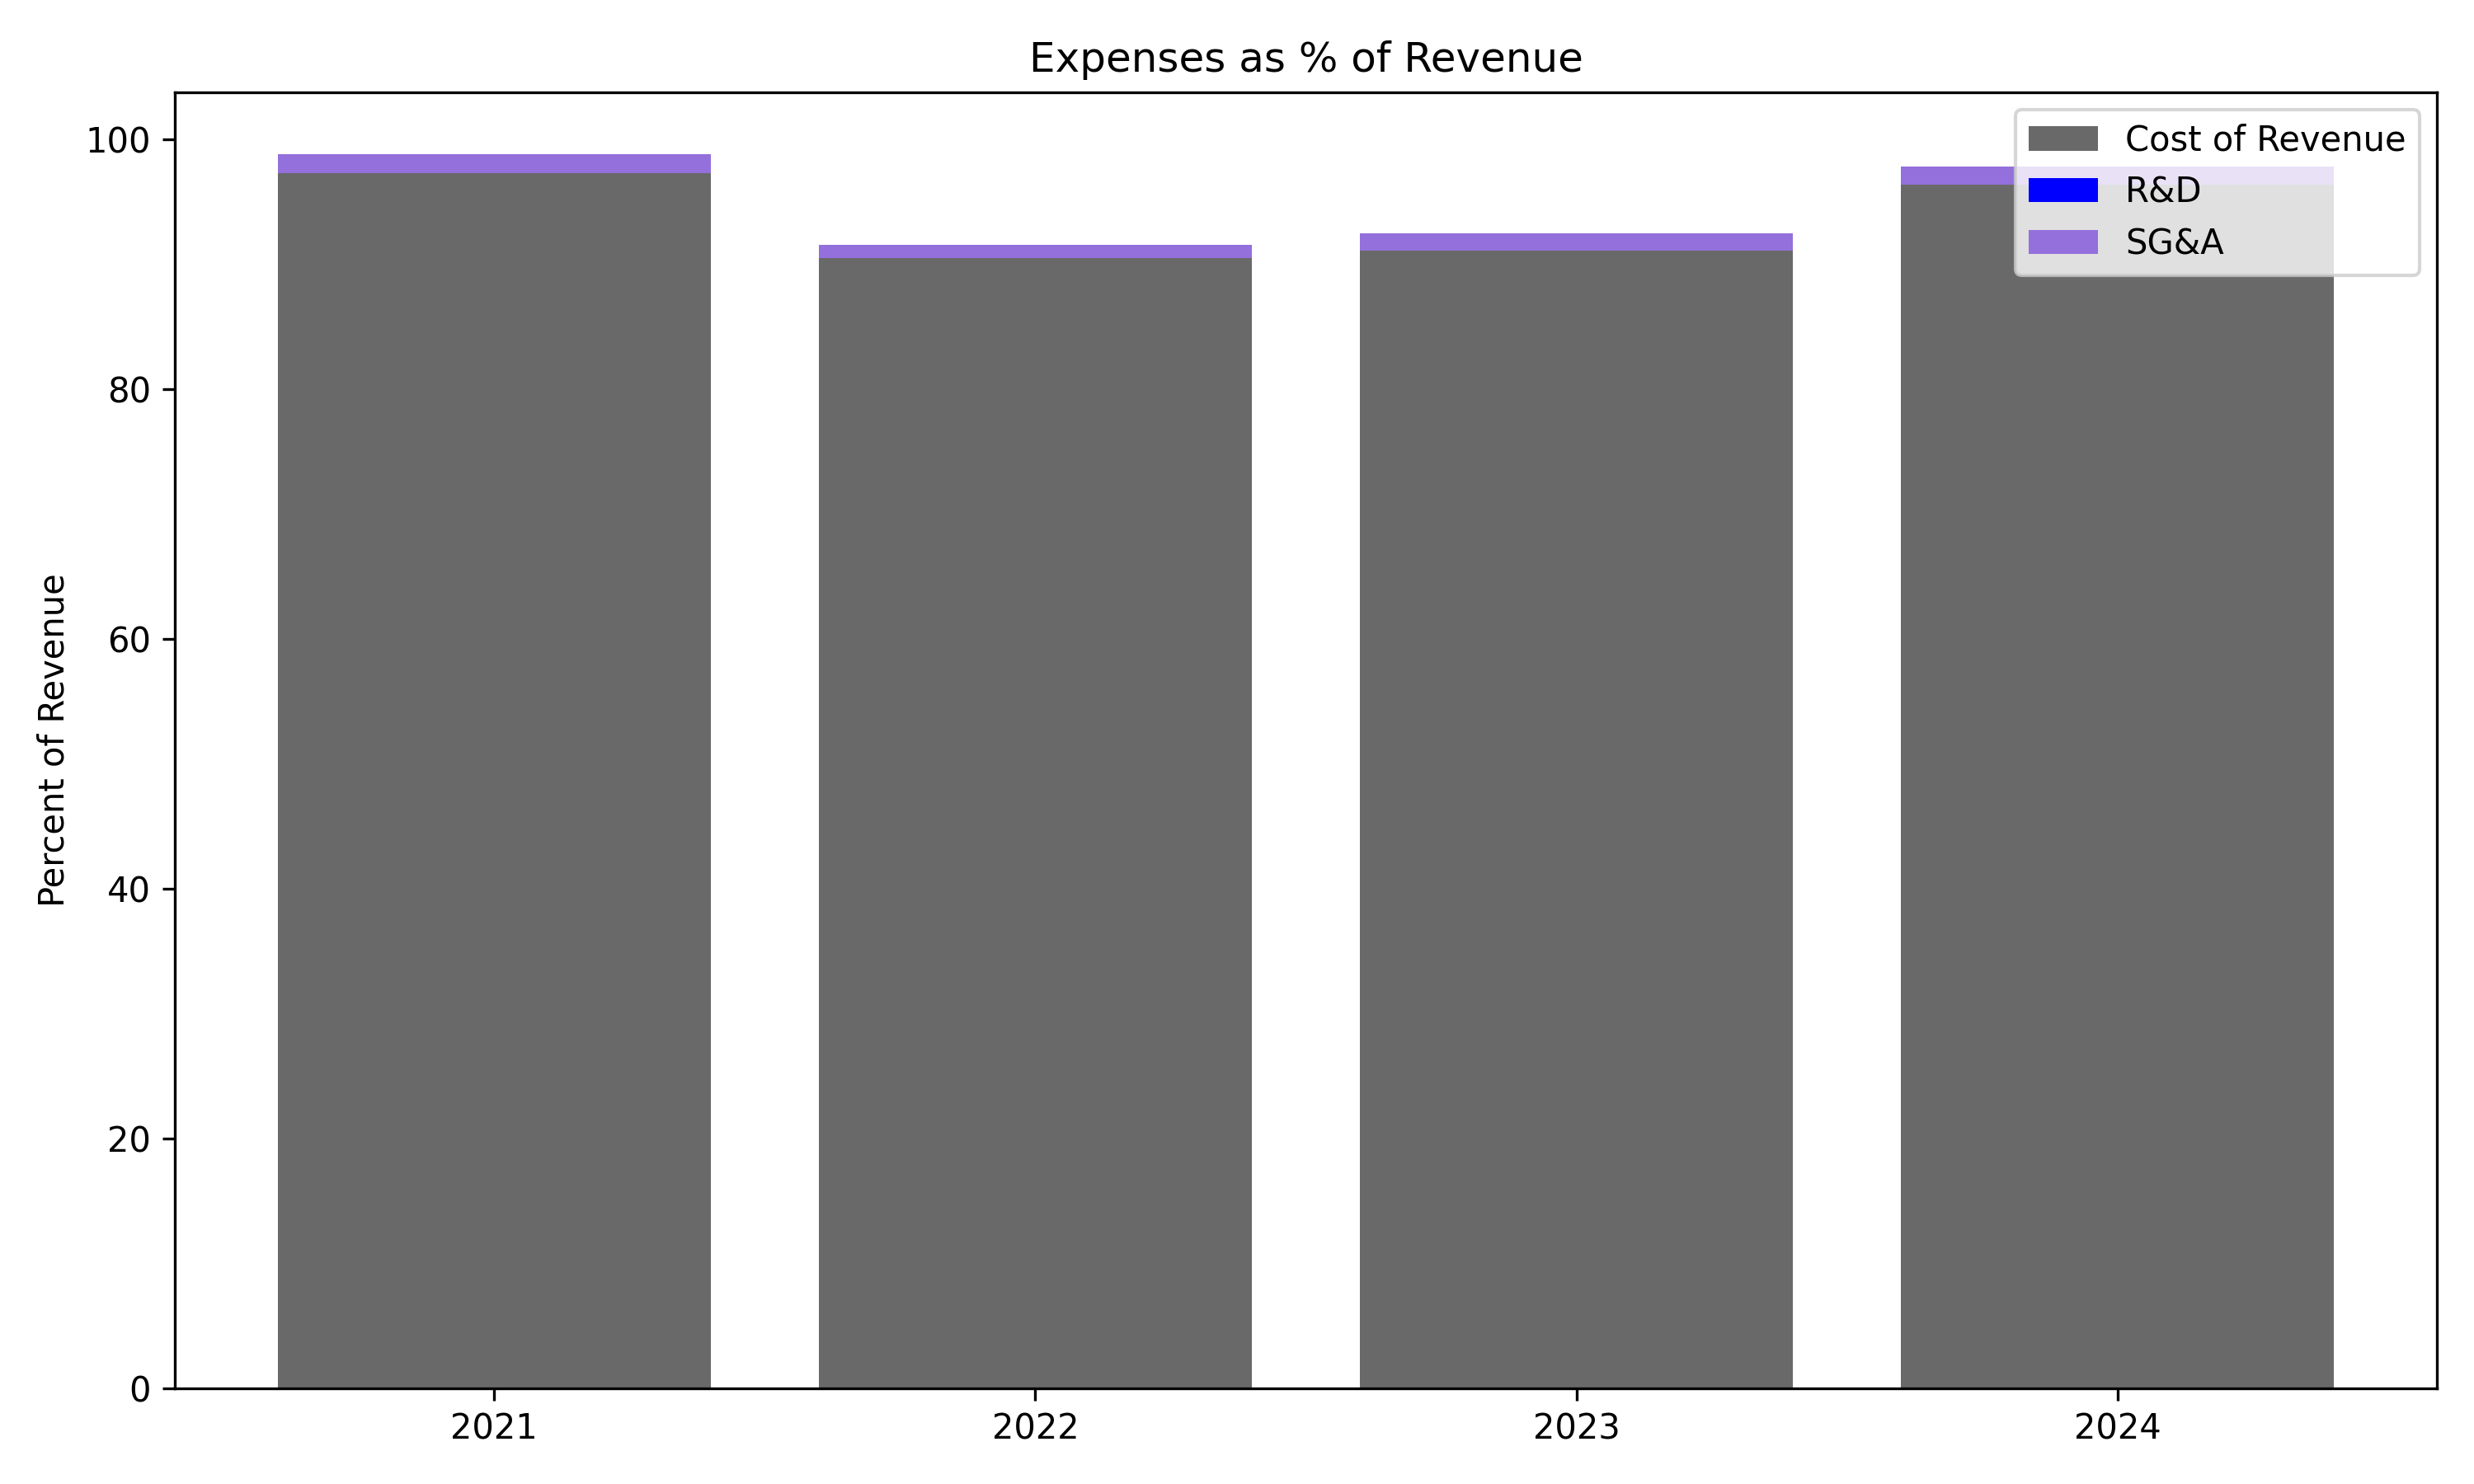 Expenses as % of Revenue
Percent of Revenue
100
80
60
40
20
0
2021
2022
2023
2024
Cost of Revenue
R&D
SG&A